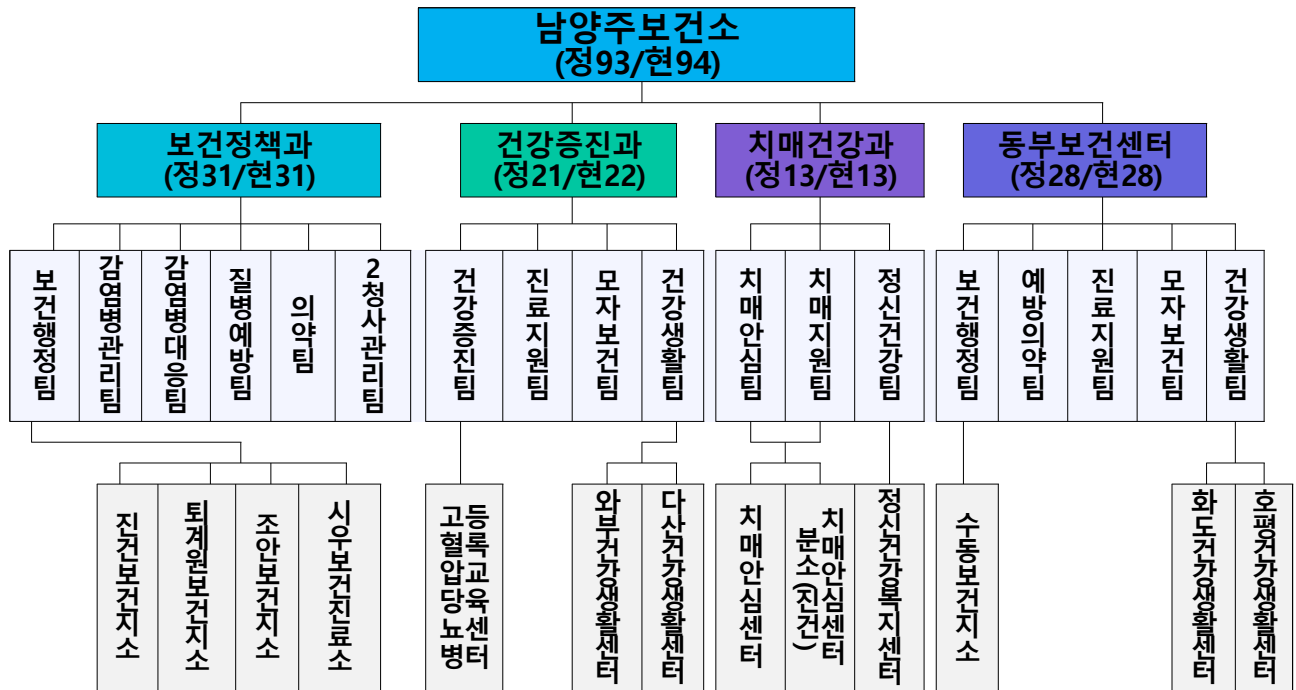 남양주보건소
(정93/현94)
보건정책과
(정31/현31)
건강증진과
(정21/현22)
치매건강과
(정13/현13)
동부보건센터
(정28/현28)
보건행정팀
감염병관리팀
감염병대응팀
질병예방팀
의약팀
2청사관리팀
건강증진팀
진료지원팀
모자보건팀
건강생활팀
치매안심팀
치매지원팀
정신건강팀
보건행정팀
예방의약팀
진료지원팀
모자보건팀
건강생활팀
진건보건지소
퇴계원보건지소
조안보건지소
시우보건진료소
고혈압당뇨병
등록교육센터
와부건강생활센터
다산건강생활센터
치매안심센터
치매안심센터
분소(진건)
정신건강복지센터
수동보건지소
화도건강생활센터
호평건강생활센터